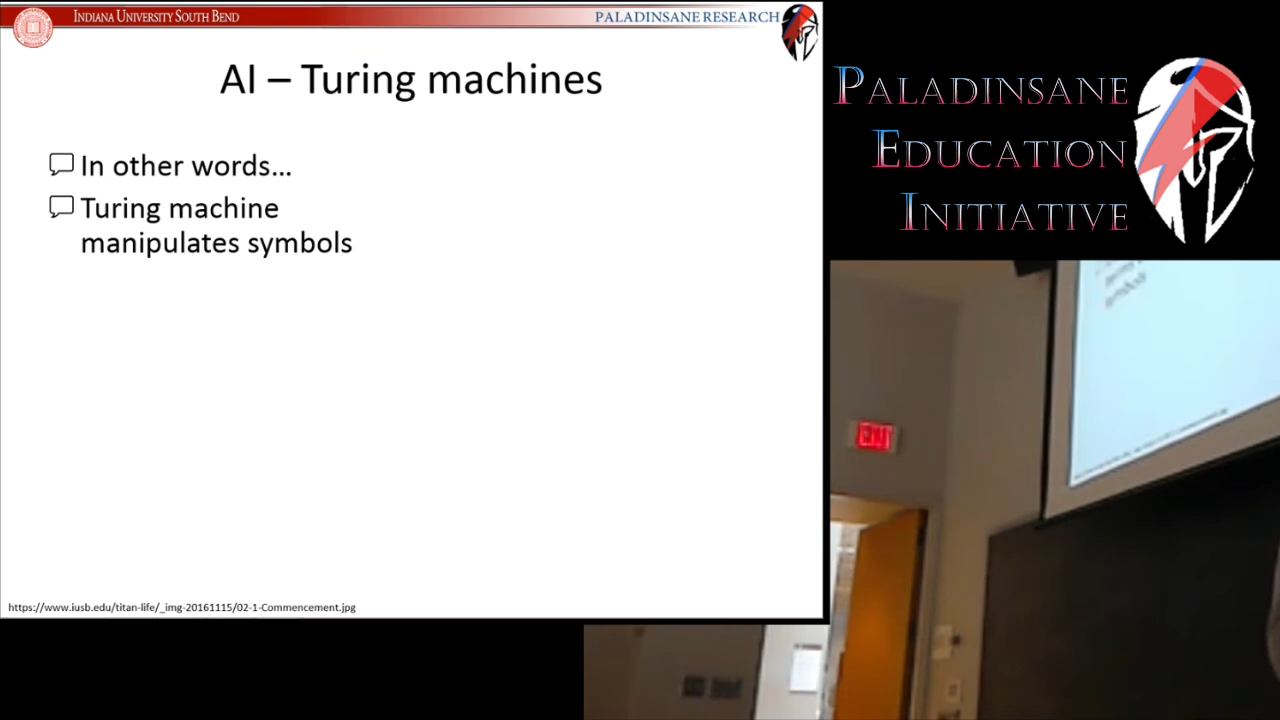 INDIANA UNIVERSITY SOUTH BEND
PALADINSANE RESEARCH
AI – Turing machines
In other words…
Turing machine
manipulates symbols
https://www.iusb.edu/titan-life/_img-20161115/02-1-Commencement.jpg
PALADINSANE
EDUCATION
INITIATIVE
symbols
EXIT